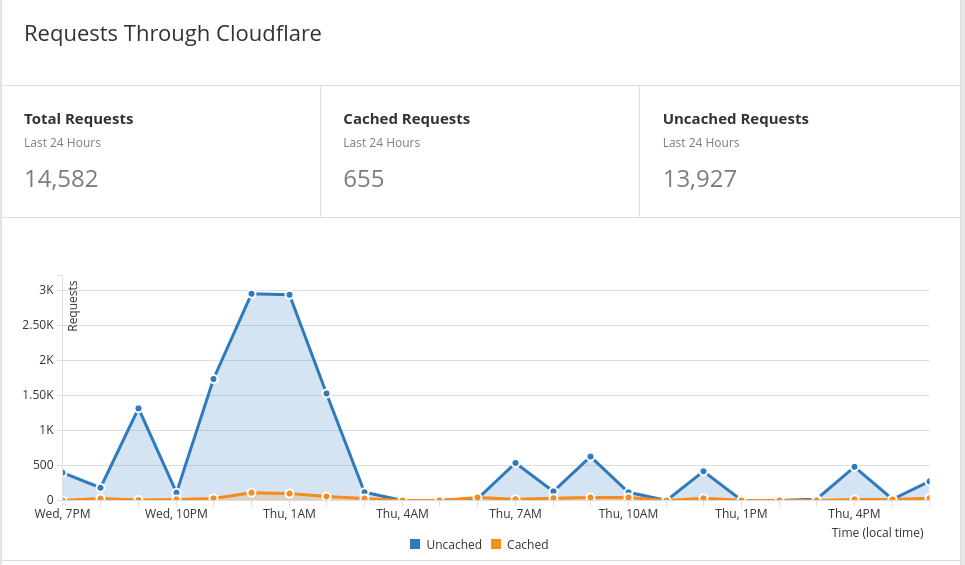 Requests Through Cloudflare
Total Requests
Last 24 Hours
14,582
Cached Requests
Last 24 Hours
655
Uncached Requests
Last 24 Hours
13,927
Requests
3K
2.50K
2K
1.50K
1K
500
0
Wed, 7PM Wed, 10PM Thu, 1AM Thu, 4AM Thu, 7AM Thu, 10AM Thu, 1PM Thu, 4PM
Time (local time)
Uncached Cached